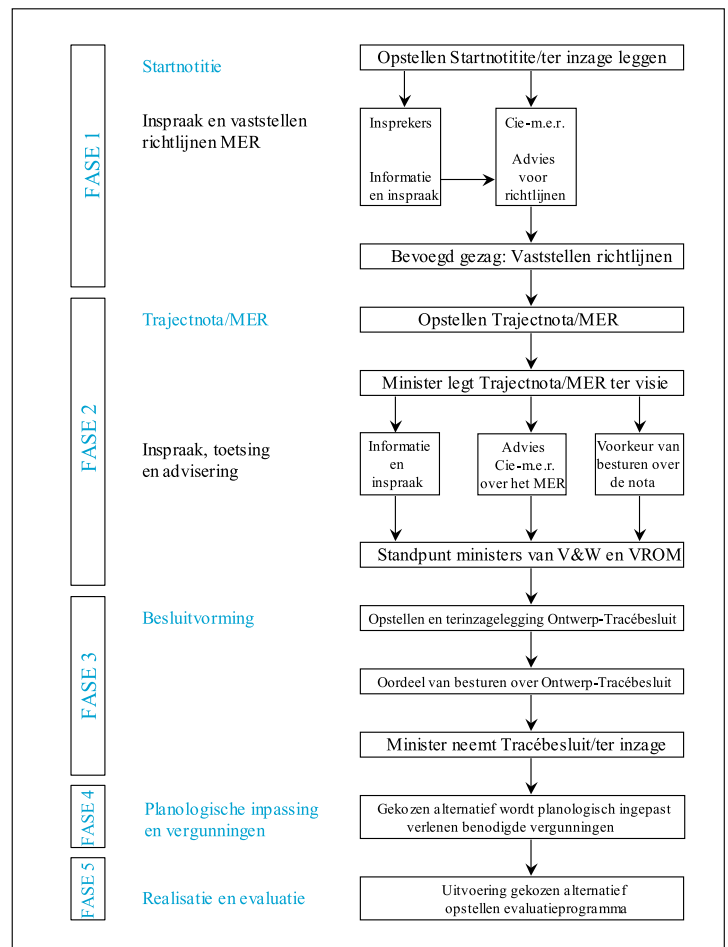 FASE 1
Startnotitie
Opstellen Startnotitite/ter inzage leggen
Inspraak en vaststellen
richtlijnen MER
Insprekers
Informatie
en inspraak
Cie-m.e.r.
Advies
voor
richtlijnen
Bevoegd gezag: Vaststellen richtlijnen
FASE 2
Trajectnota/MER
Opstellen Trajectnota/MER
Minister legt Trajectnota/MER ter visie
Inspraak, toetsing
en advisering
Informatie
en
inspraak
Advies
Cie-m.e.r.
over het MER
Voorkeur van
besturen over
de nota
Standpunt ministers van V&W en VROM
FASE 3
Besluitvorming
Opstellen en terinzagelegging Ontwerp-Tracébesluit
Oordeel van besturen over Ontwerp-Tracébesluit
Minister neemt Tracébesluit/ter inzage
FASE 4
Planologische inpassing
en vergunningen
Gekozen alternatief wordt planologisch ingepast
verlenen benodigde vergunningen
FASE 5
Realisatie en evaluatie
Uitvoering gekozen alternatief
opstellen evaluatieprogramma